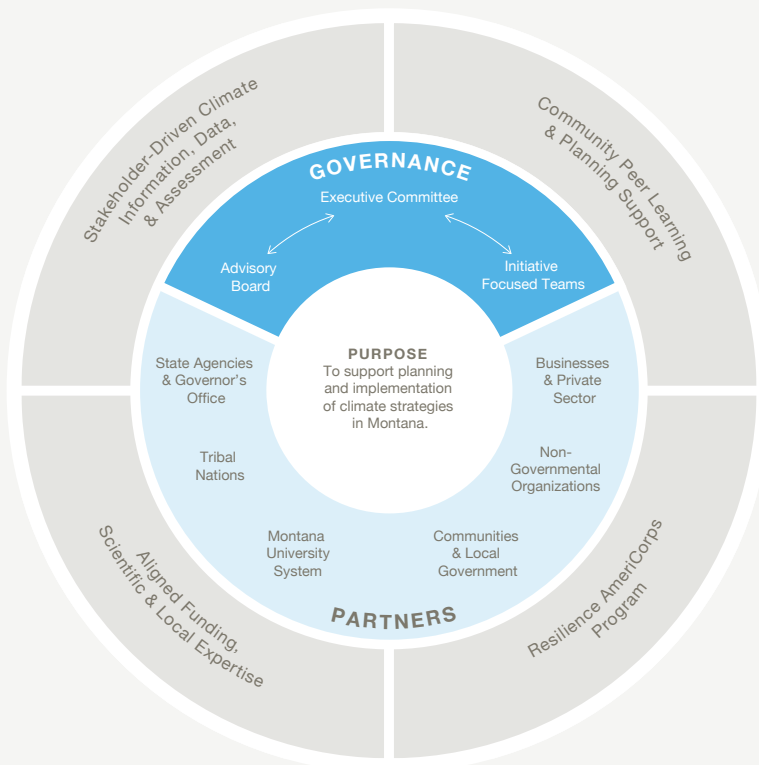 Stakeholder-Driven Climate
Information, Data,
& Assessment
Community Peer Learning
& Planning Support
GOVERNANCE
Executive Committee
Advisory
Board
Initiative
Focused Teams
PURPOSE
To support planning
and implementation
of climate strategies
in Montana.
State Agencies
& Governor's
Office
Businesses
& Private
Sector
Tribal
Nations
Non-
Governmental
Organizations
Montana
University
System
Communities
& Local
Government
PARTNERS
Aligned Funding,
Scientific & Local Expertise
Resilience AmeriCorps
Program